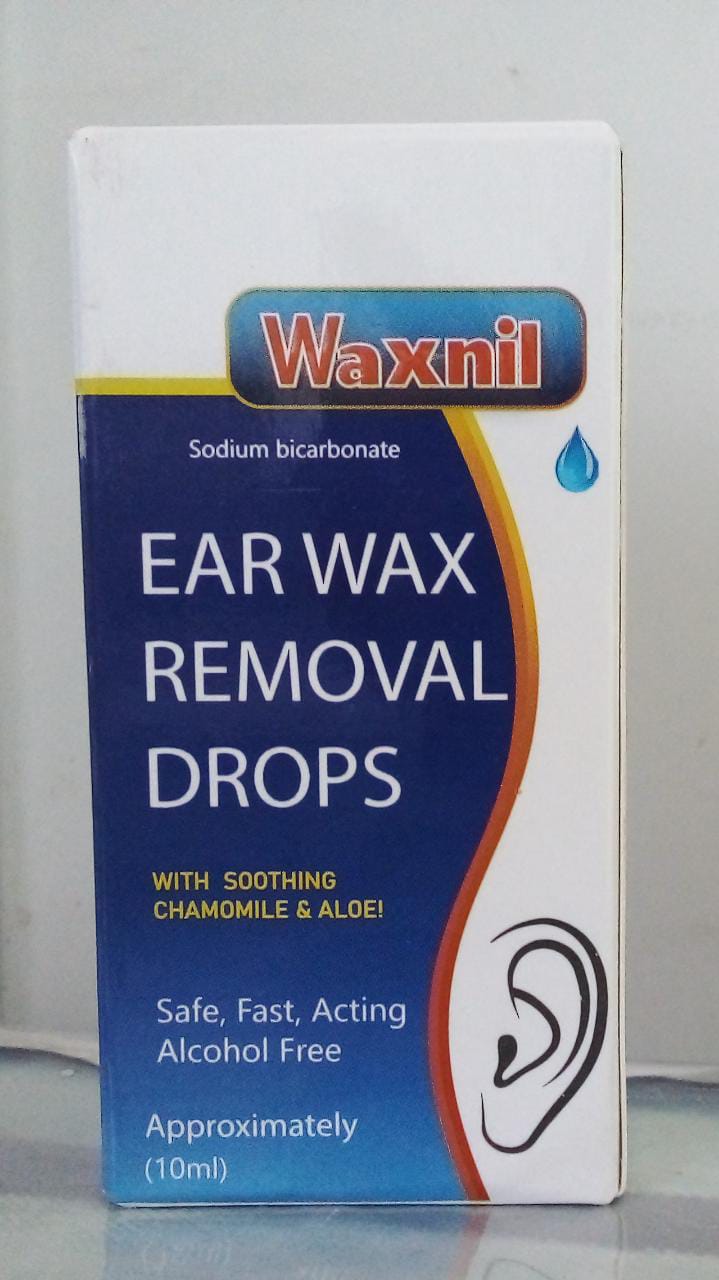 Waxnil
Sodium bicarbonate
EAR WAX
REMOVAL
DROPS
WITH SOOTHING
CHAMOMILE & ALOE!
Safe, Fast, Acting
Alcohol Free
Approximately
(10ml)